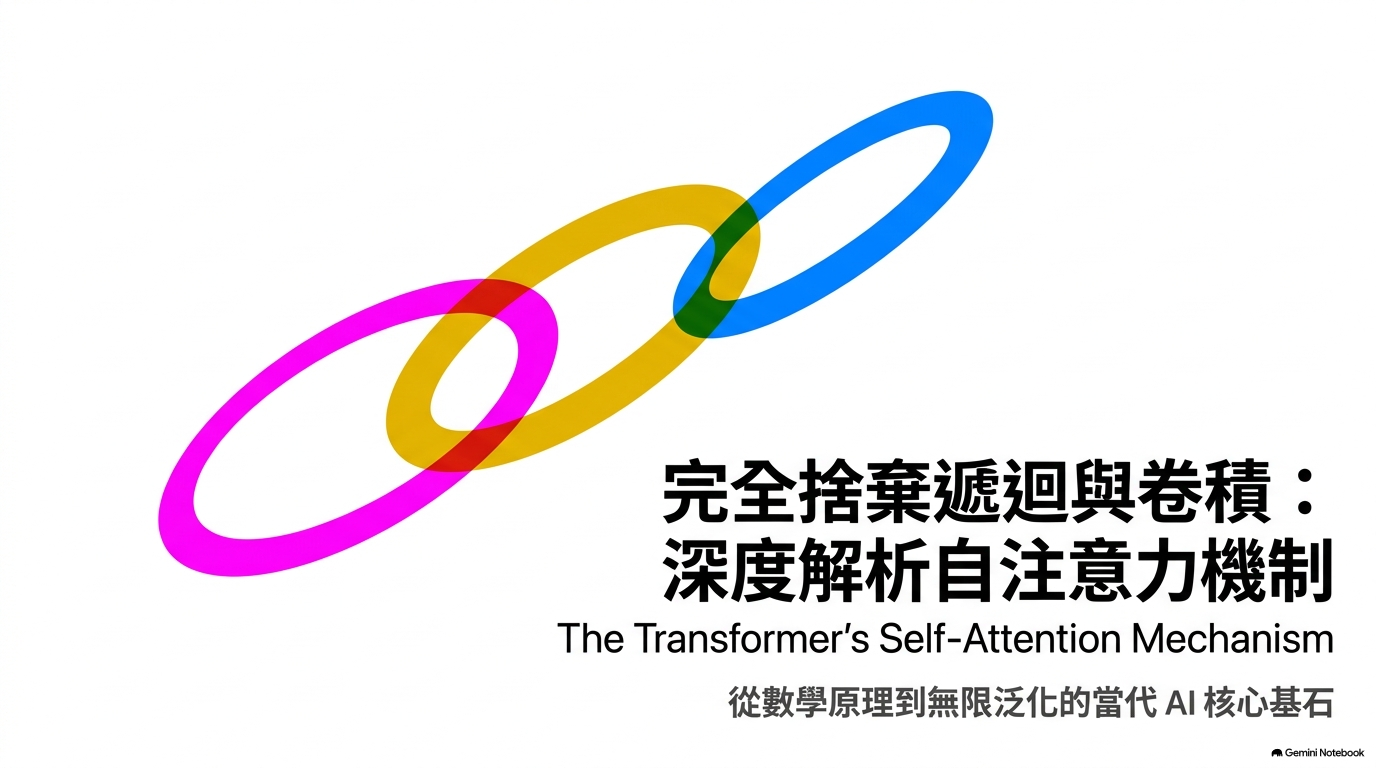 完全捨棄遞迴與卷積：
深度解析自注意力機制
The Transformer’s Self-Attention Mechanism
從數學原理到無限泛化的當代 AI 核心基石
Gemini Notebook